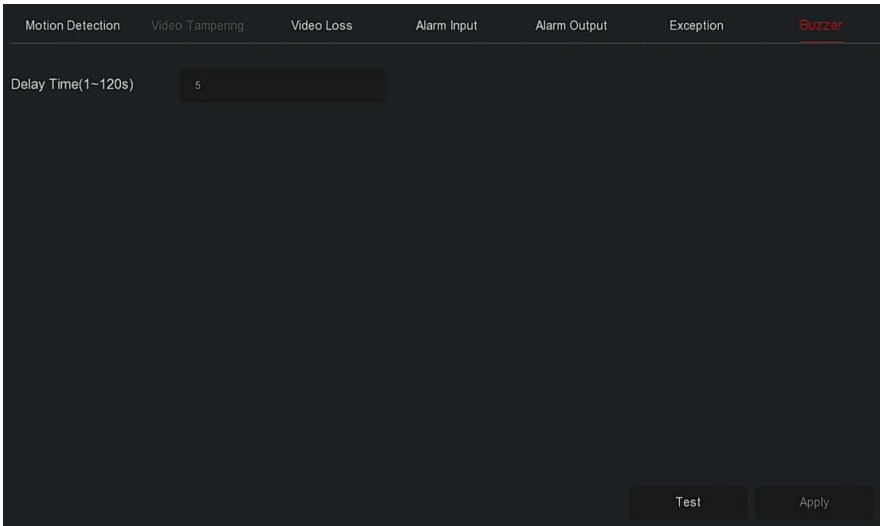 Motion Detection Video Tampering Video Loss Alarm Input Alarm Output Exception Buzzer
Delay Time(1~120s) 5
Test Apply